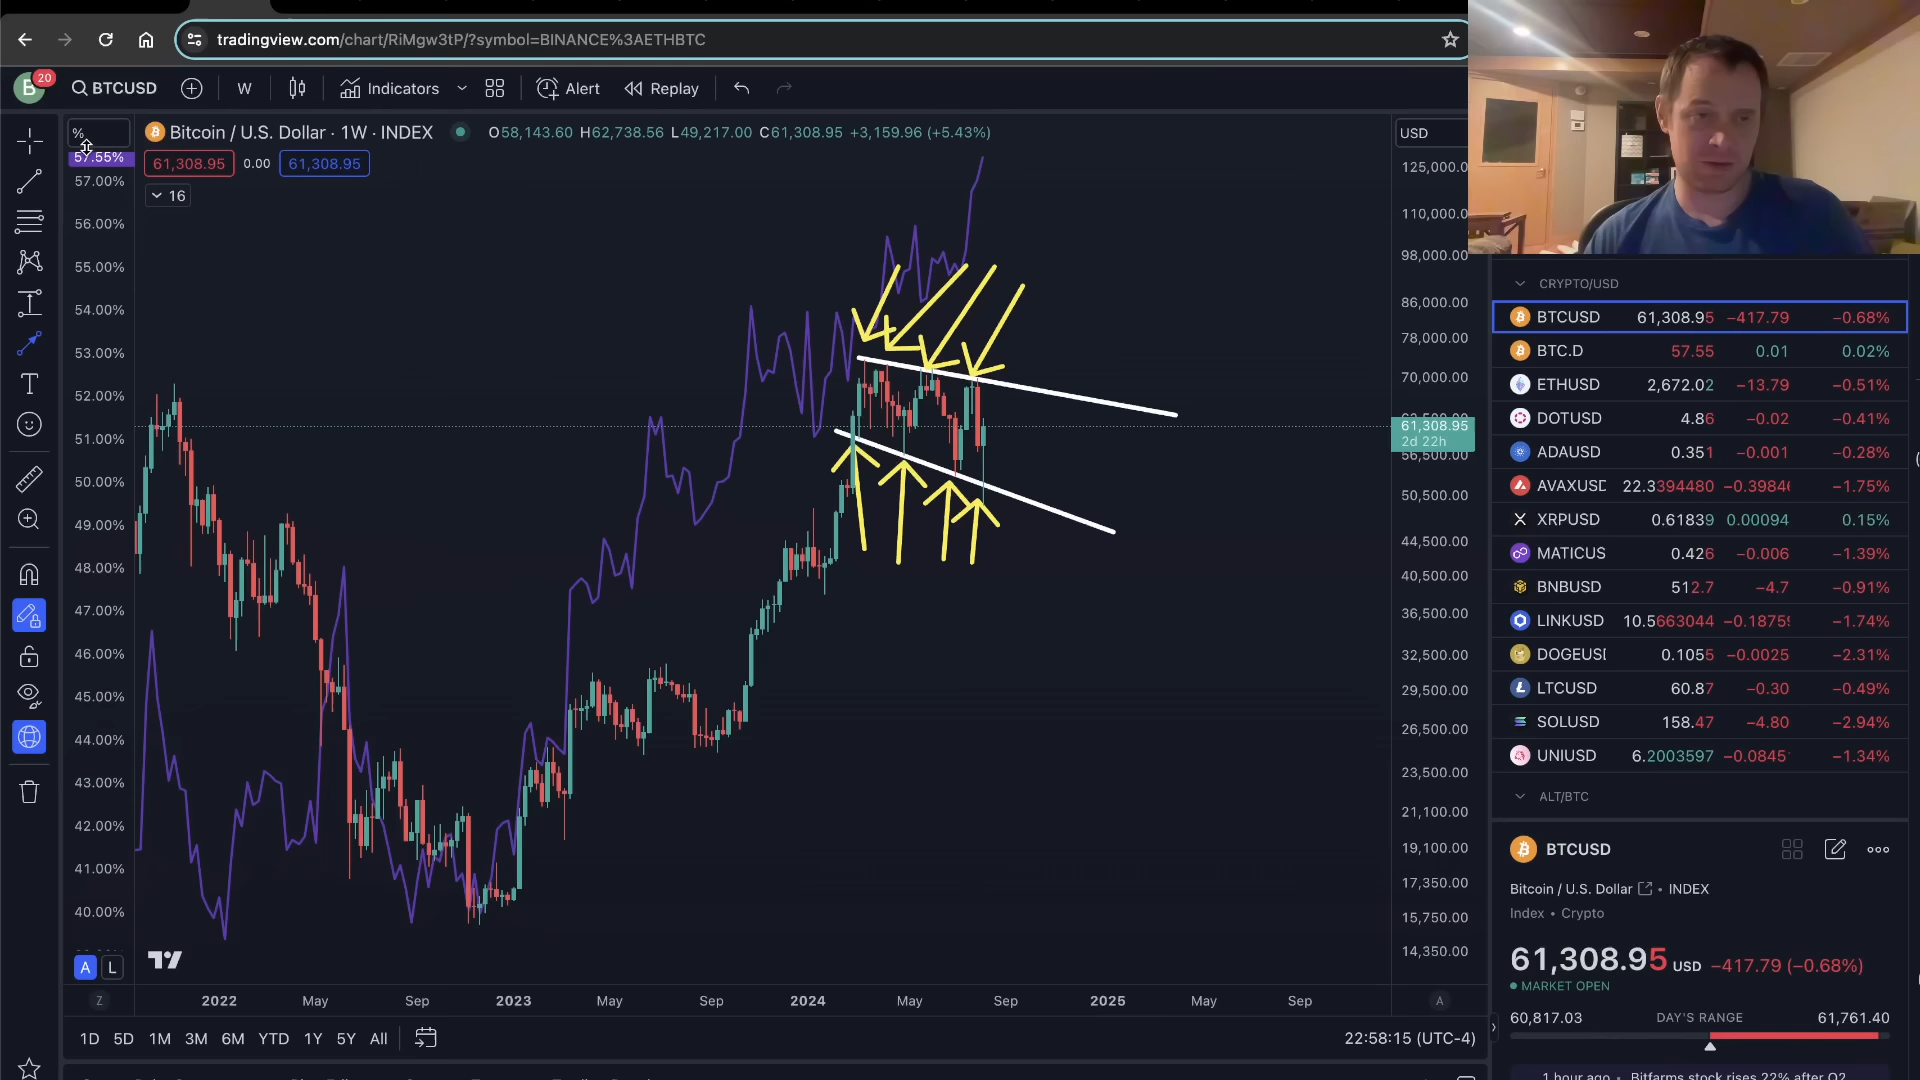 tradingview.com/chart/RiMgw3tP/?symbol=BINANCE%3AETHBTC
B 20 BTCUSD W Indicators Alert Replay
% Bitcoin / U.S. Dollar · 1W · INDEX O58,143.60 H62,738.56 L49,217.00 C61,308.95 +3,159.96 (+5.43%) USD
61,308.95 0.00 61,308.95
16
57.55%
57.00%
56.00%
55.00%
54.00%
53.00%
52.00%
51.00%
50.00%
49.00%
48.00%
47.00%
46.00%
45.00%
44.00%
43.00%
42.00%
41.00%
40.00%
A L
125,000.00
110,000.0
98,000.00
86,000.00
78,000.00
70,000.00
61,308.95
2d 22h
56,500.00
50,500.00
44,500.00
40,500.00
36,500.00
32,500.00
29,500.00
26,500.00
23,500.00
21,100.00
19,100.00
17,350.00
15,750.00
14,350.00
Z 2022 May Sep 2023 May Sep 2024 May Sep 2025 May Sep A
1D 5D 1M 3M 6M YTD 1Y 5Y All 22:58:15 (UTC-4)
CRYPTO/USD
BTCUSD 61,308.95 −417.79 −0.68%
BTC.D 57.55 0.01 0.02%
ETHUSD 2,672.02 −13.79 −0.51%
DOTUSD 4.86 −0.02 −0.41%
ADAUSD 0.351 −0.001 −0.28%
AVAXUSD 22.3394480 −0.3984 −1.75%
XRPUSD 0.61839 0.00094 0.15%
MATICUS 0.426 −0.006 −1.39%
BNBUSD 512.7 −4.7 −0.91%
LINKUSD 10.5663044 −0.1875 −1.74%
DOGEUSD 0.1055 −0.0025 −2.31%
LTCUSD 60.87 −0.30 −0.49%
SOLUSD 158.47 −4.80 −2.94%
UNIUSD 6.2003597 −0.0845 −1.34%
ALT/BTC
BTCUSD
Bitcoin / U.S. Dollar • INDEX
Index • Crypto
61,308.95 USD −417.79 (−0.68%)
MARKET OPEN
60,817.03 DAY'S RANGE 61,761.40
1 hour ago • Bitfarms stock rises 22% after Q2